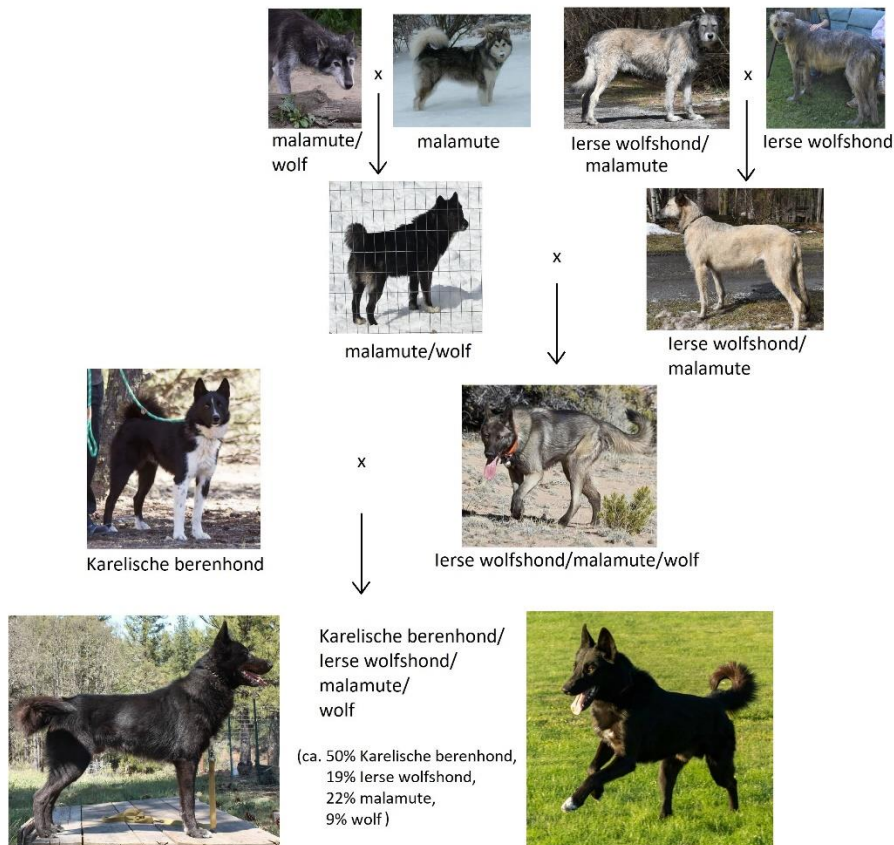 x
x
malamute/
wolf
malamute
Ierse wolfshond/
malamute
Ierse wolfshond
x
malamute/wolf
Ierse wolfshond/
malamute
x
Karelische berenhond
Ierse wolfshond/malamute/wolf
Karelische berenhond/
Ierse wolfshond/
malamute/
wolf
(ca. 50% Karelische berenhond,
19% Ierse wolfshond,
22% malamute,
9% wolf )